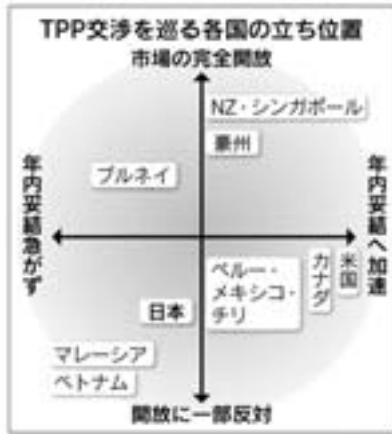 TPP交渉を巡る各国の立ち位置
市場の完全開放
NZ・シンガポール
豪州
ブルネイ
年内妥結急がず
年内妥結へ加速
ペルー・
メキシコ・
チリ
カナダ
米国
日本
マレーシア
ベトナム
開放に一部反対